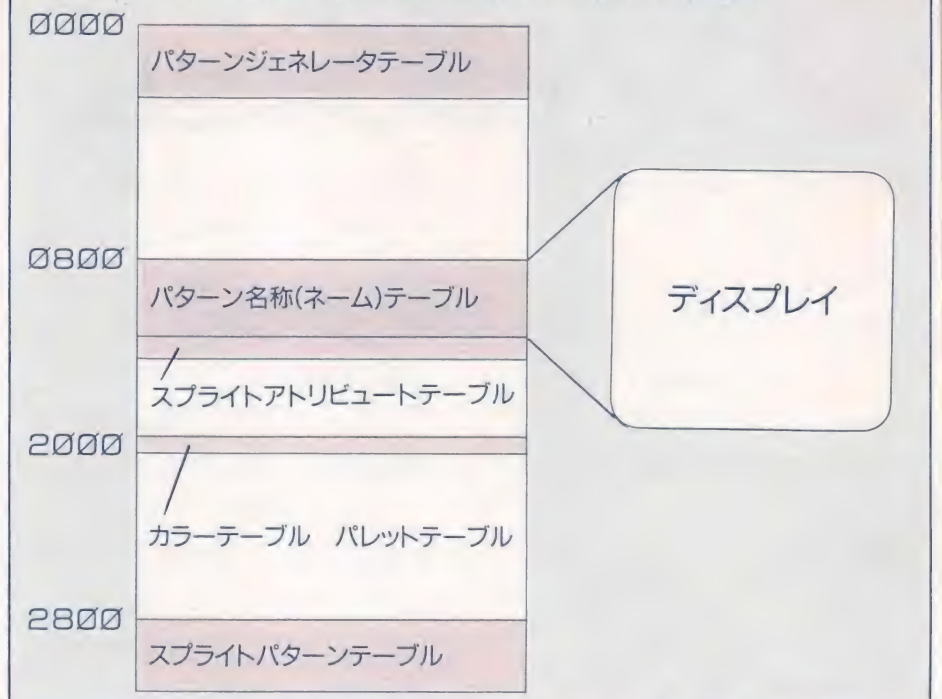 0000
パターンジェネレータテーブル
0800
パターン名称(ネーム)テーブル
ディスプレイ
スプライトアトリビュートテーブル
2000
カラーテーブル パレットテーブル
2800
スプライトパターンテーブル